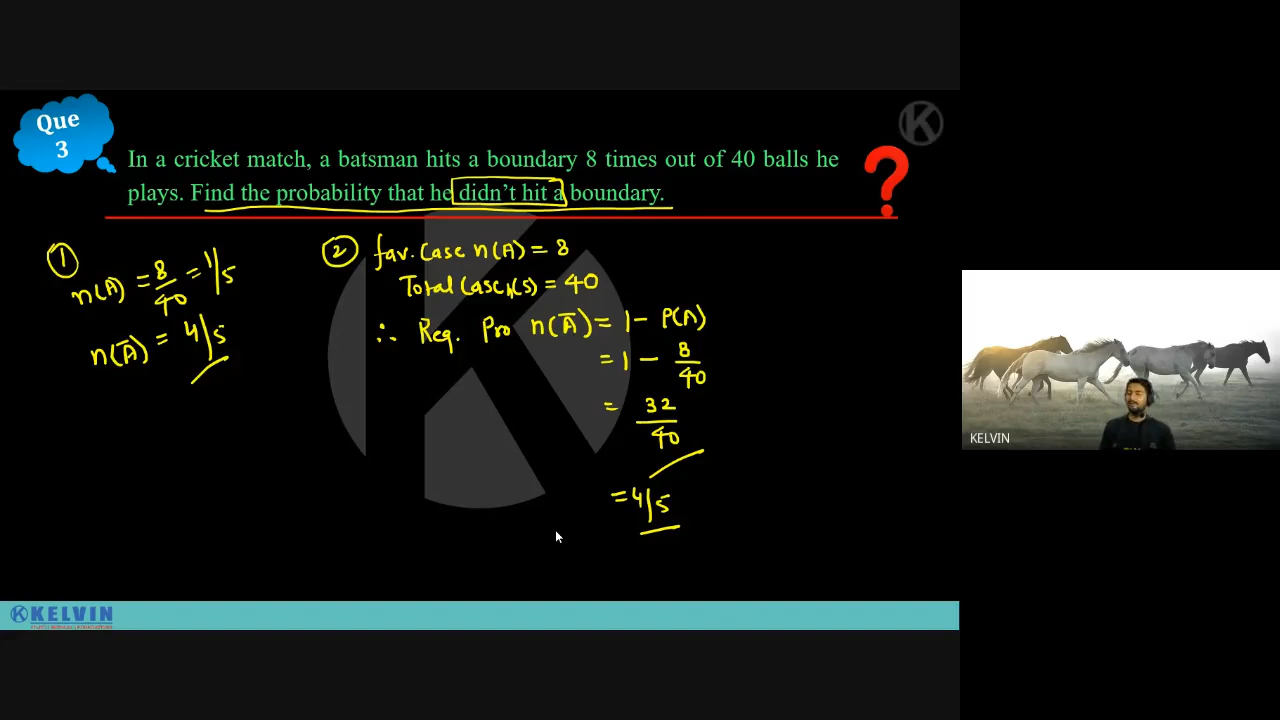 Que
3
In a cricket match, a batsman hits a boundary 8 times out of 40 balls he
plays. Find the probability that he didn't hit a boundary.
?
①
n(A) = 8/40 = 1/5
n(A̅) = 4/5
② fav. Case n(A) = 8
Total Case n(S) = 40
∴ Req. Pro n(A̅) = 1 - P(A)
= 1 - 8/40
= 32/40
= 4/5
KELVIN
KELVIN